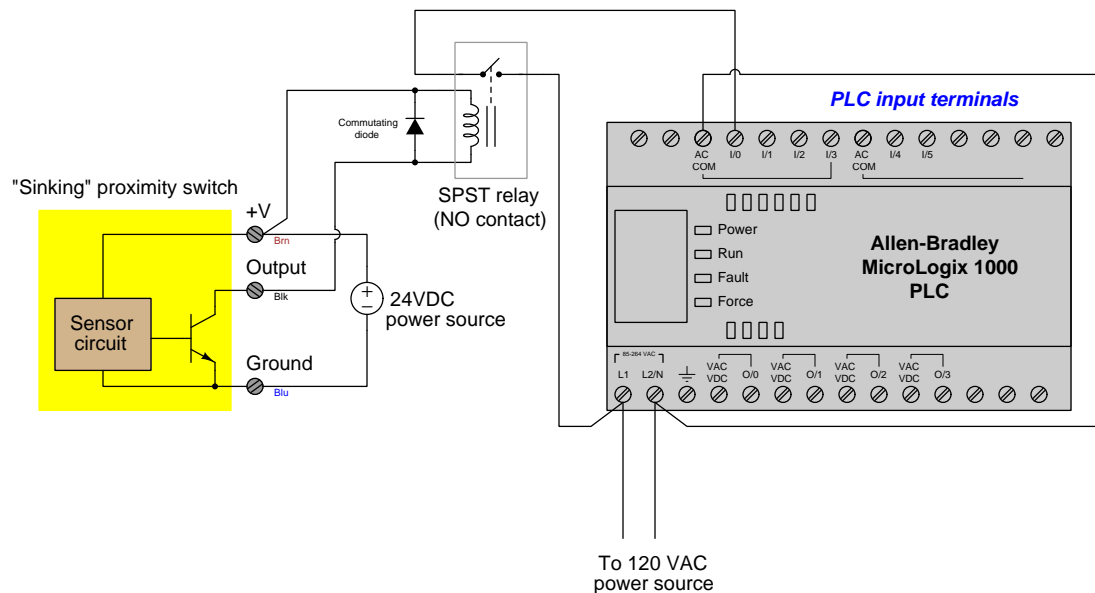 PLC input terminals
Commutating
diode
AC
COM
I/0
I/1
I/2
I/3
AC
COM
I/4
I/5
"Sinking" proximity switch
SPST relay
(NO contact)
+V
Brn
Output
Blk
Sensor
circuit
Ground
Blu
+
−
24VDC
power source
Power
Run
Fault
Force
Allen-Bradley
MicroLogix 1000
PLC
85-264 VAC
L1
L2/N
VAC
VDC
O/0
VAC
VDC
O/1
VAC
VDC
O/2
VAC
VDC
O/3
To 120 VAC
power source